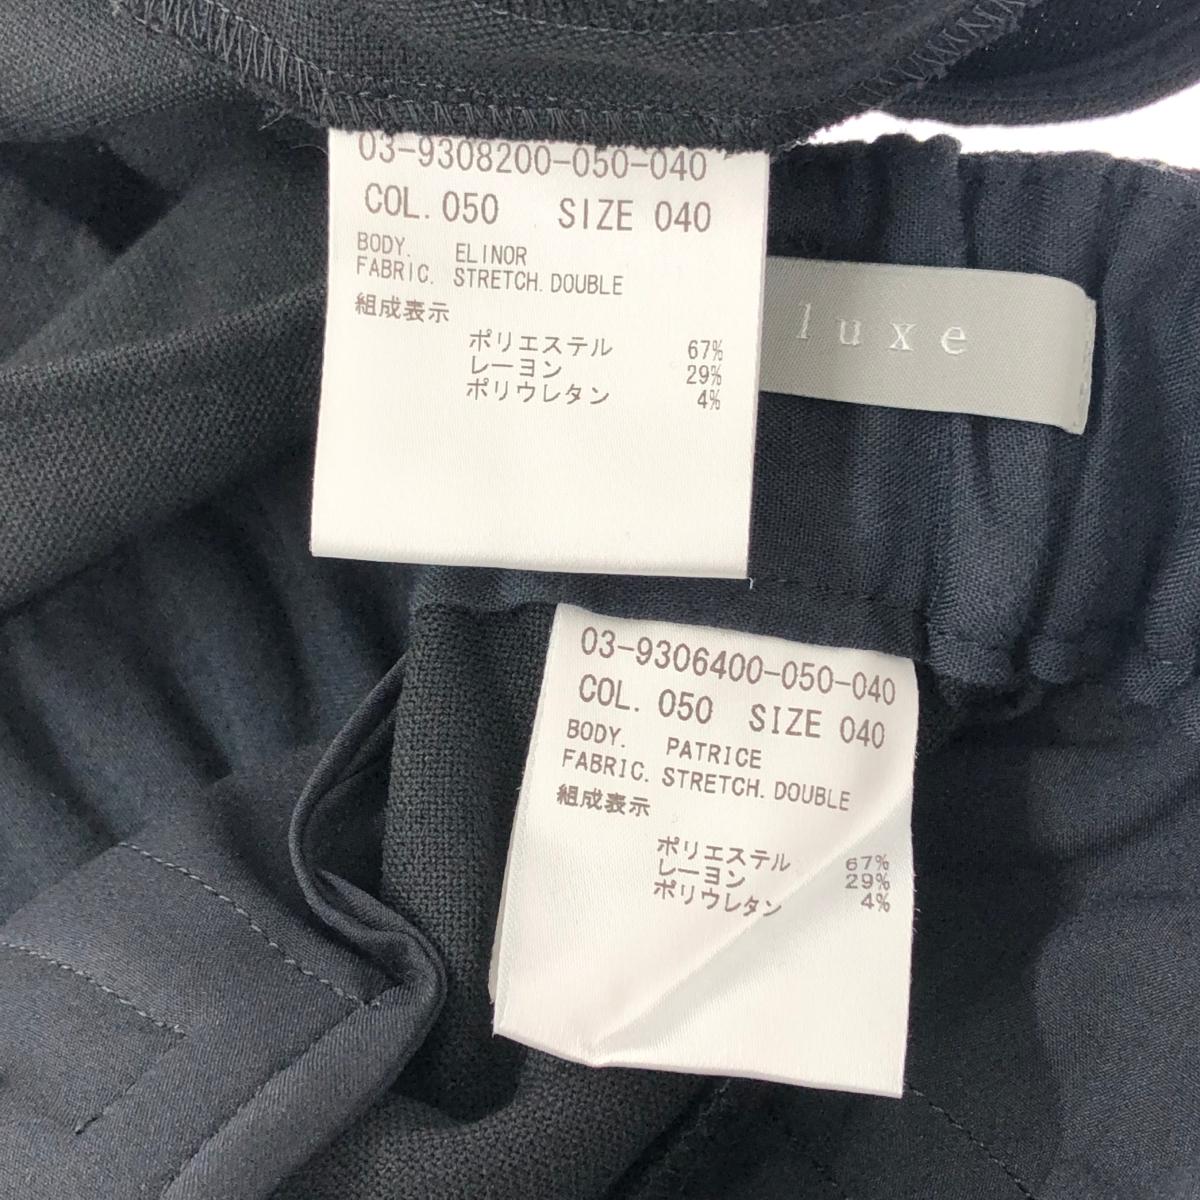 03-9308200-050-040
COL. 050 SIZE 040
BODY. ELINOR
FABRIC. STRETCH. DOUBLE
組成表示
ポリエステル 67%
レーヨン 29%
ポリウレタン 4%
luxe
03-9306400-050-040
COL. 050 SIZE 040
BODY. PATRICE
FABRIC. STRETCH. DOUBLE
組成表示
ポリエステル 67%
レーヨン 29%
ポリウレタン 4%